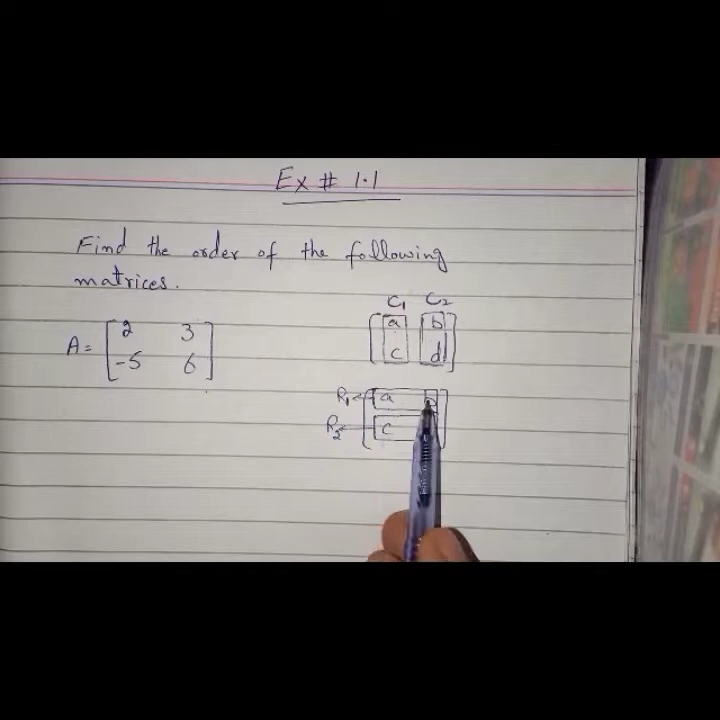 Ex # 1.1
Find the order of the following
matrices.
C1 C2
A= [2 3
-5 6]
[a b
c d]
R1 ← [a
R2 ← c ]